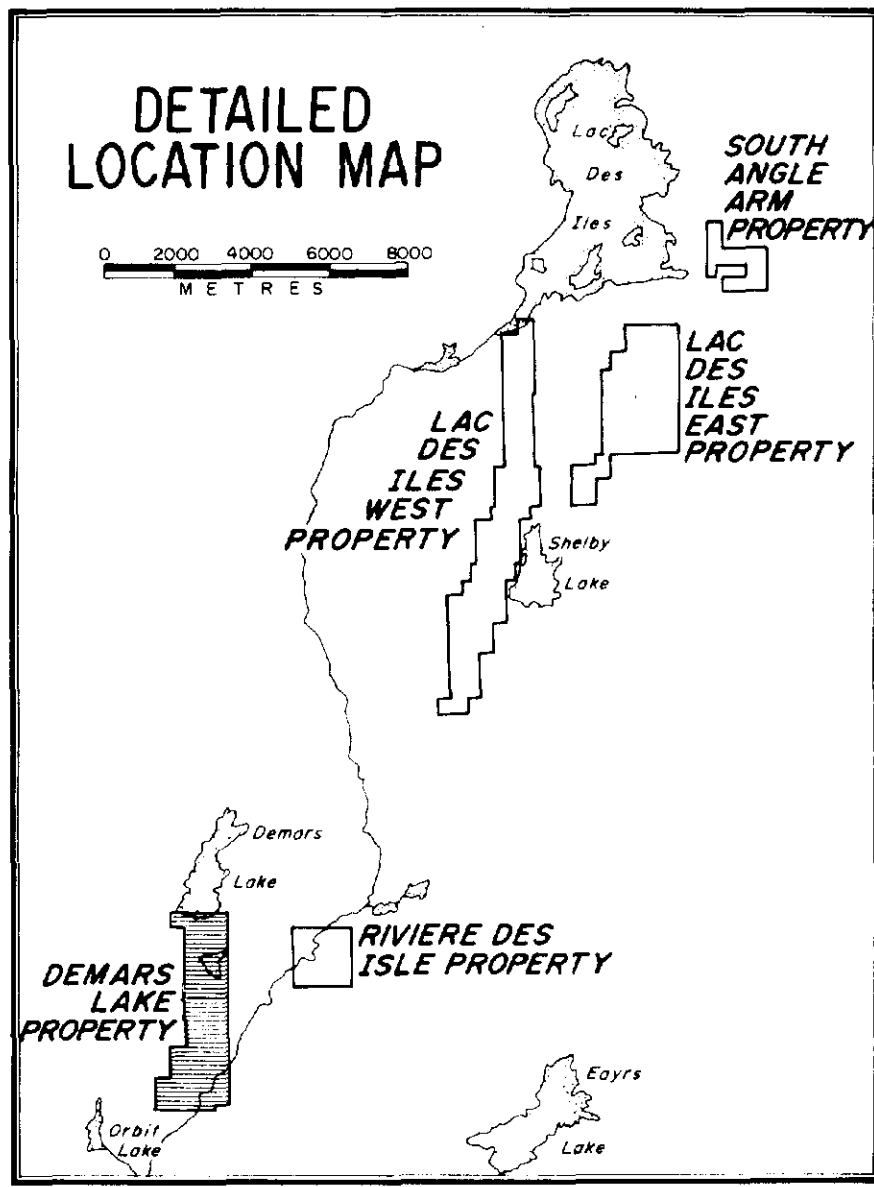 DETAILED
LOCATION MAP
0 2000 4000 6000 8000
METRES
Lac
Des
Iles
SOUTH
ANGLE
ARM
PROPERTY
LAC
DES
ILES
EAST
PROPERTY
LAC
DES
ILES
WEST
PROPERTY
Shelby
Lake
Demars
Lake
RIVIERE DES
ISLE PROPERTY
DEMARS
LAKE
PROPERTY
Eayrs
Lake
Orbit
Lake